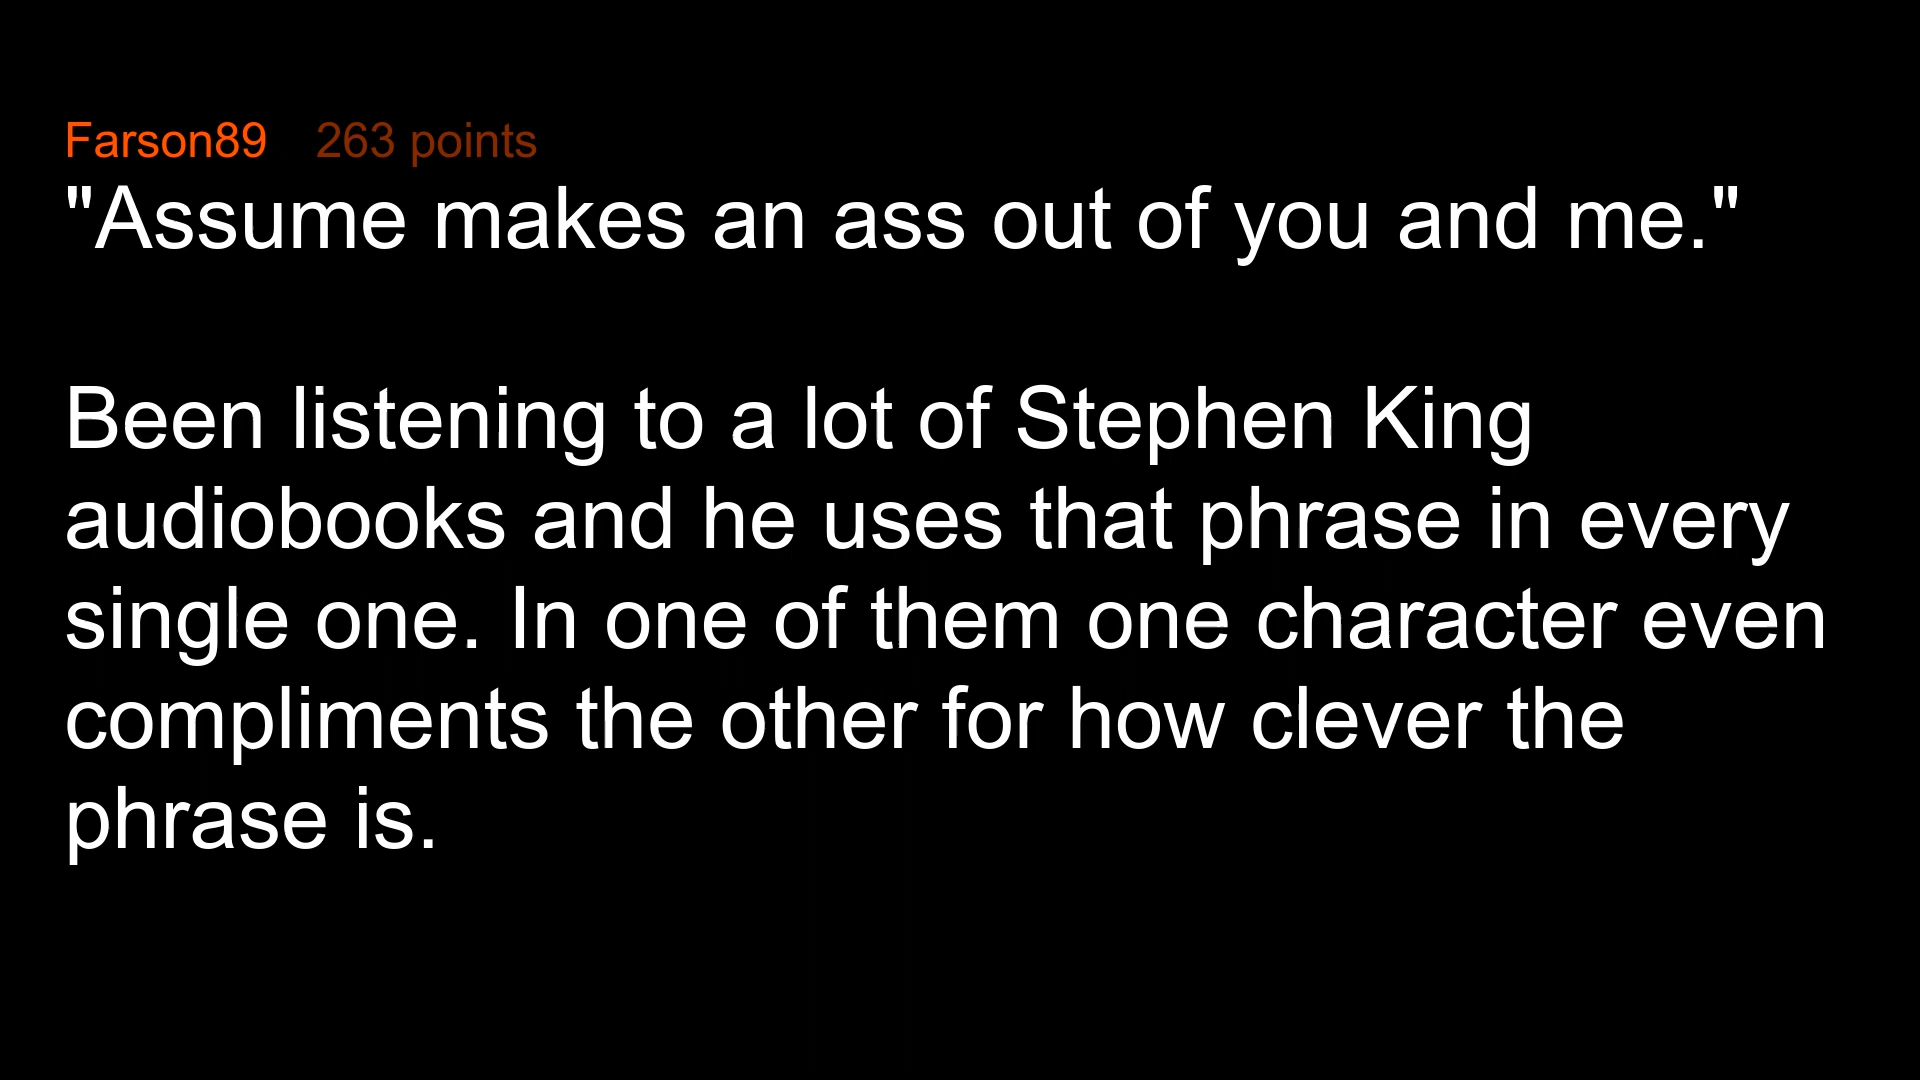 Farson89 263 points
"Assume makes an ass out of you and me."
Been listening to a lot of Stephen King
audiobooks and he uses that phrase in every
single one. In one of them one character even
compliments the other for how clever the
phrase is.